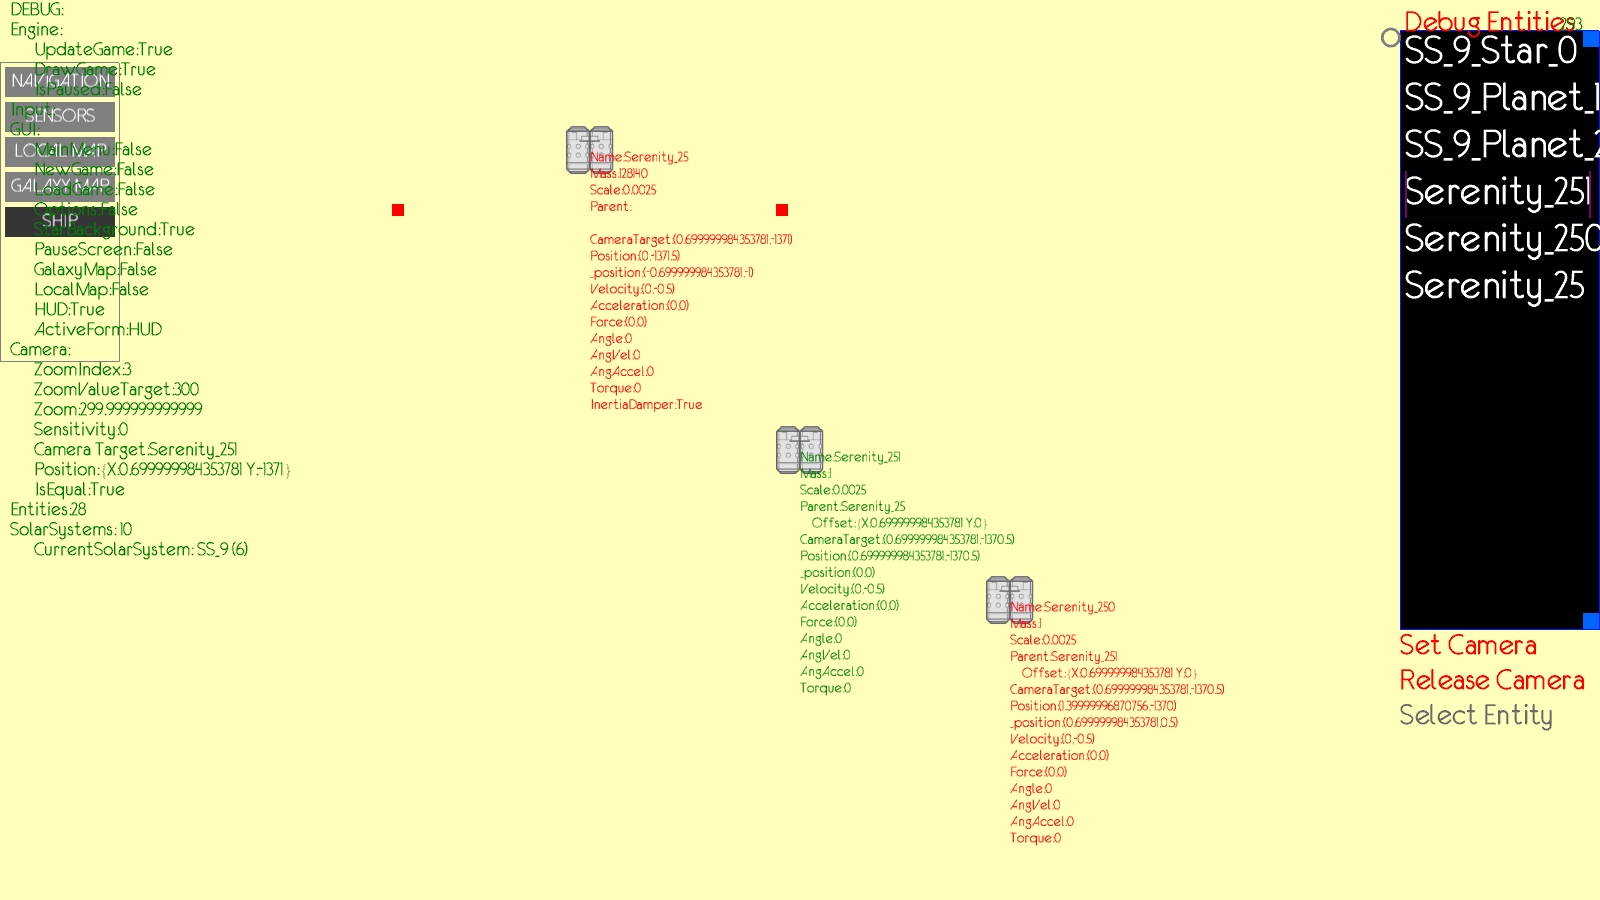 DEBUG:
Engine:
UpdateGame:True
DrawGame:True
IsPaused:False
Input:
GUI:
MainMenu:False
NewGame:False
LoadGame:False
Options:False
StarBackground:True
PauseScreen:False
GalaxyMap:False
LocalMap:False
HUD:True
ActiveForm:HUD
Camera:
ZoomIndex:3
ZoomValueTarget:300
Zoom:299.999999999999
Sensitivity:0
Camera Target:Serenity_251
Position:{X:0.699999984353781 Y:-1371}
IsEqual:True
Entities:28
SolarSystems: 10
CurrentSolarSystem: SS_9 (6)
NAVIGATION
SENSORS
LOCAL MAP
GALAXY MAP
SHIP
Name:Serenity_25
Mass:128140
Scale:0.0025
Parent:
CameraTarget:(0.699999984353781,-1371)
Position:(0,-1371.5)
_position:(-0.699999984353781,-1)
Velocity:(0,-0.5)
Acceleration:(0,0)
Force:(0,0)
Angle:0
AngVel:0
AngAccel:0
Torque:0
InertiaDamper:True
Name:Serenity_251
Mass:1
Scale:0.0025
Parent:Serenity_25
Offset:{X:0.699999984353781 Y:0}
CameraTarget:(0.699999984353781,-1370.5)
Position:(0.699999984353781,-1370.5)
_position:(0,0)
Velocity:(0,-0.5)
Acceleration:(0,0)
Force:(0,0)
Angle:0
AngVel:0
AngAccel:0
Torque:0
Name:Serenity_250
Mass:1
Scale:0.0025
Parent:Serenity_251
Offset:{X:0.699999984353781 Y:0}
CameraTarget:(0.699999984353781,-1370.5)
Position:(1.39999996870756,-1370)
_position:(0.699999984353781,0.5)
Velocity:(0,-0.5)
Acceleration:(0,0)
Force:(0,0)
Angle:0
AngVel:0
AngAccel:0
Torque:0
Debug Entities
SS_9_Star_0
SS_9_Planet_1
SS_9_Planet_2
Serenity_251
Serenity_250
Serenity_25
Set Camera
Release Camera
Select Entity